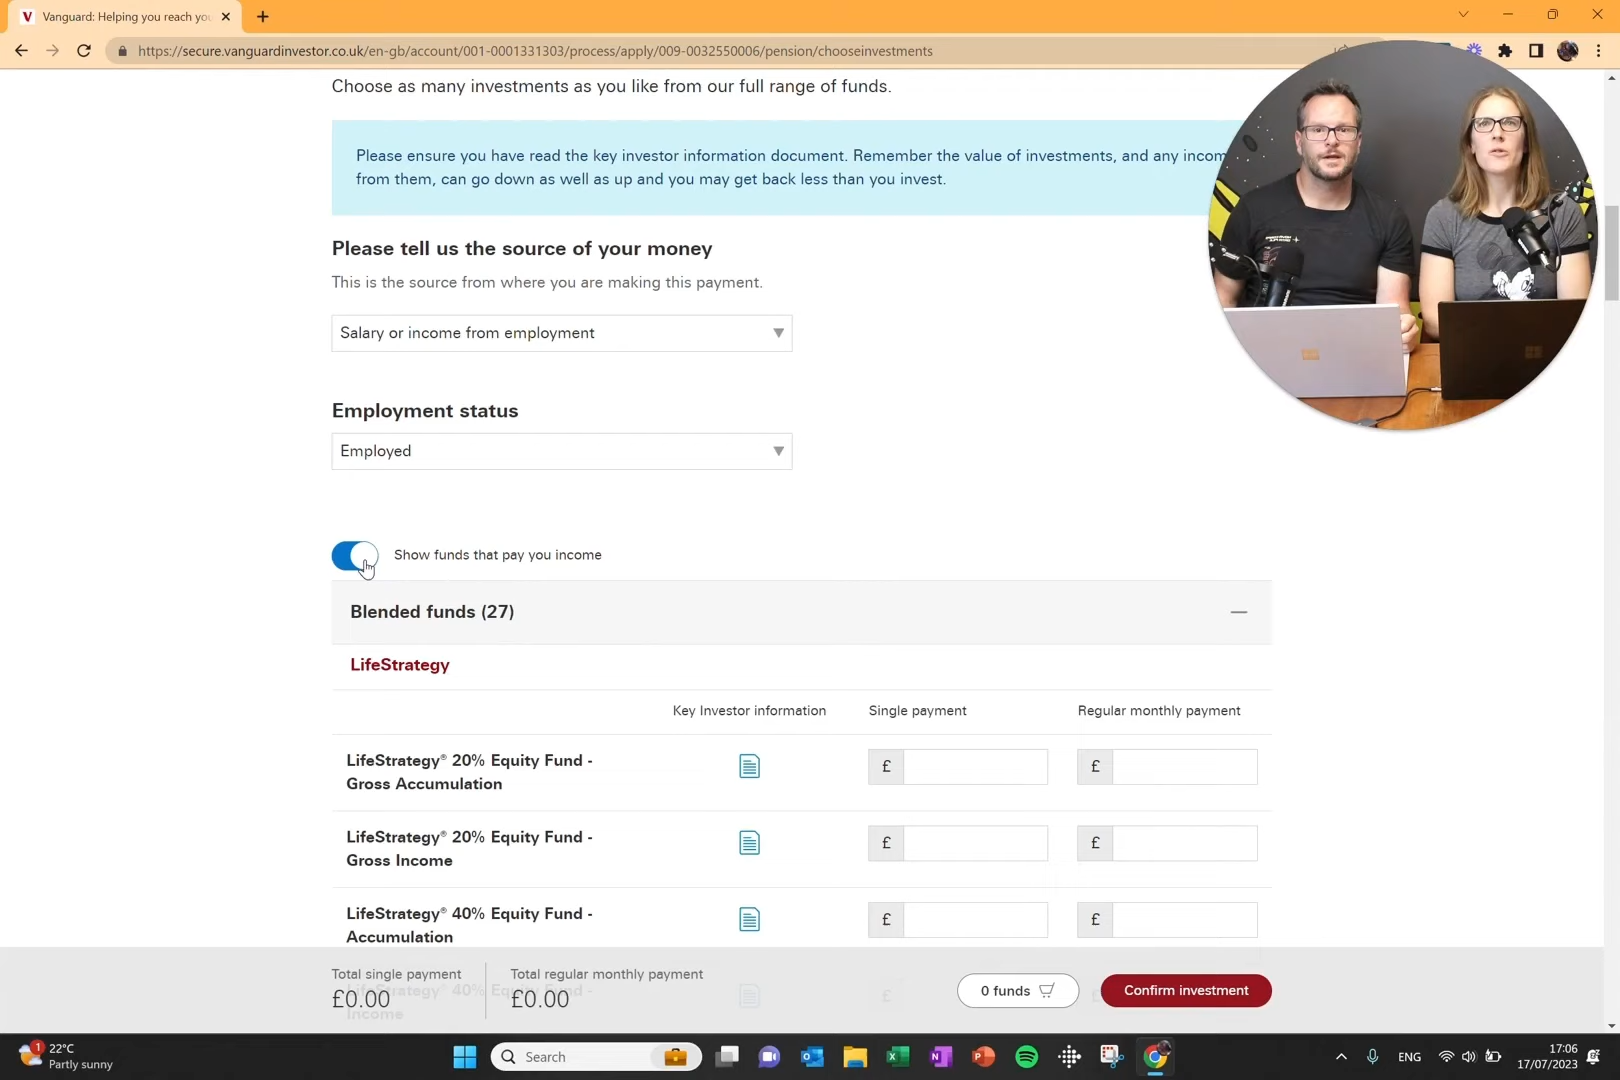 V Vanguard: Helping you reach yo
https://secure.vanguardinvestor.co.uk/en-gb/account/001-0001331303/process/apply/009-0032550006/pension/chooseinvestments
Choose as many investments as you like from our full range of funds.
Please ensure you have read the key investor information document. Remember the value of investments, and any incom
from them, can go down as well as up and you may get back less than you invest.
Please tell us the source of your money
This is the source from where you are making this payment.
Salary or income from employment
Employment status
Employed
Show funds that pay you income
Blended funds (27)
LifeStrategy
Key Investor information Single payment Regular monthly payment
LifeStrategy® 20% Equity Fund -
Gross Accumulation
£ £
LifeStrategy® 20% Equity Fund -
Gross Income
£ £
LifeStrategy® 40% Equity Fund -
Accumulation
£ £
LifeStrategy® 40% Equity Fund -
Income
Total single payment Total regular monthly payment
£0.00 £0.00
0 funds
Confirm investment
1
22°C
Partly sunny
Search
ENG
17:06
17/07/2023